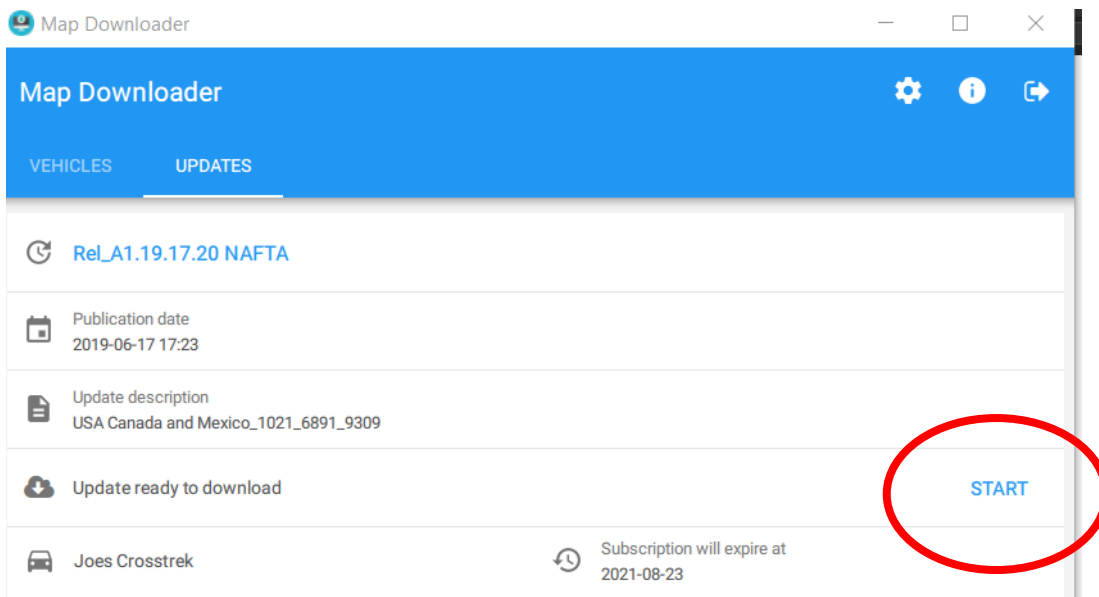 Map Downloader
Map Downloader
VEHICLES UPDATES
Rel_A1.19.17.20 NAFTA
Publication date
2019-06-17 17:23
Update description
USA Canada and Mexico_1021_6891_9309
Update ready to download START
Joes Crosstrek
Subscription will expire at
2021-08-23